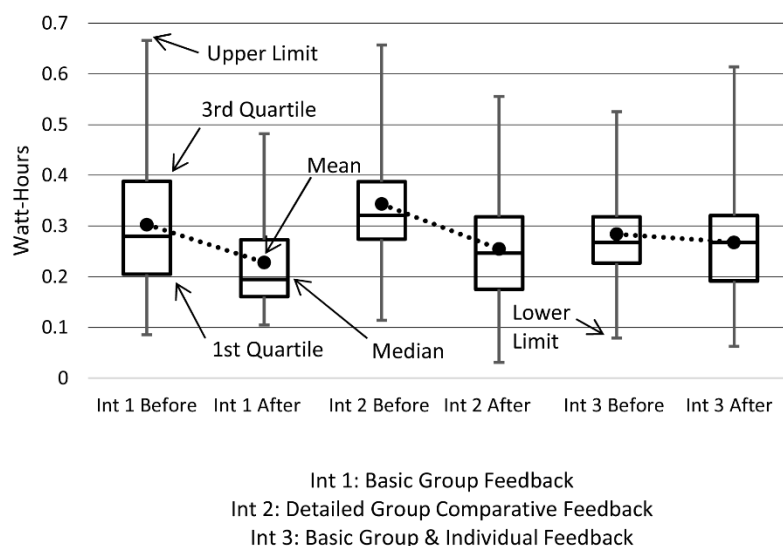 0.7
Upper Limit
0.6
3rd Quartile
0.5
Mean
0.4
Watt-Hours
0.3
0.2
Lower
Limit
0.1
1st Quartile
Median
0
Int 1 Before Int 1 After Int 2 Before Int 2 After Int 3 Before Int 3 After
Int 1: Basic Group Feedback
Int 2: Detailed Group Comparative Feedback
Int 3: Basic Group & Individual Feedback